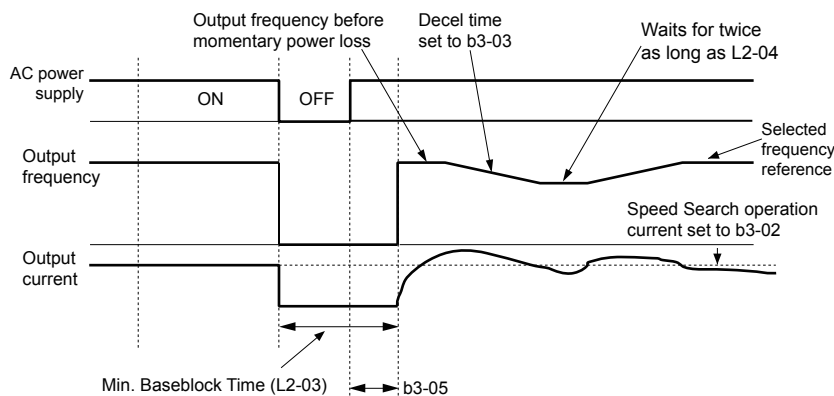 Output frequency before
momentary power loss
Decel time
set to b3-03
Waits for twice
as long as L2-04
AC power
supply
ON
OFF
Output
frequency
Selected
frequency
reference
Speed Search operation
current set to b3-02
Output
current
Min. Baseblock Time (L2-03)
b3-05